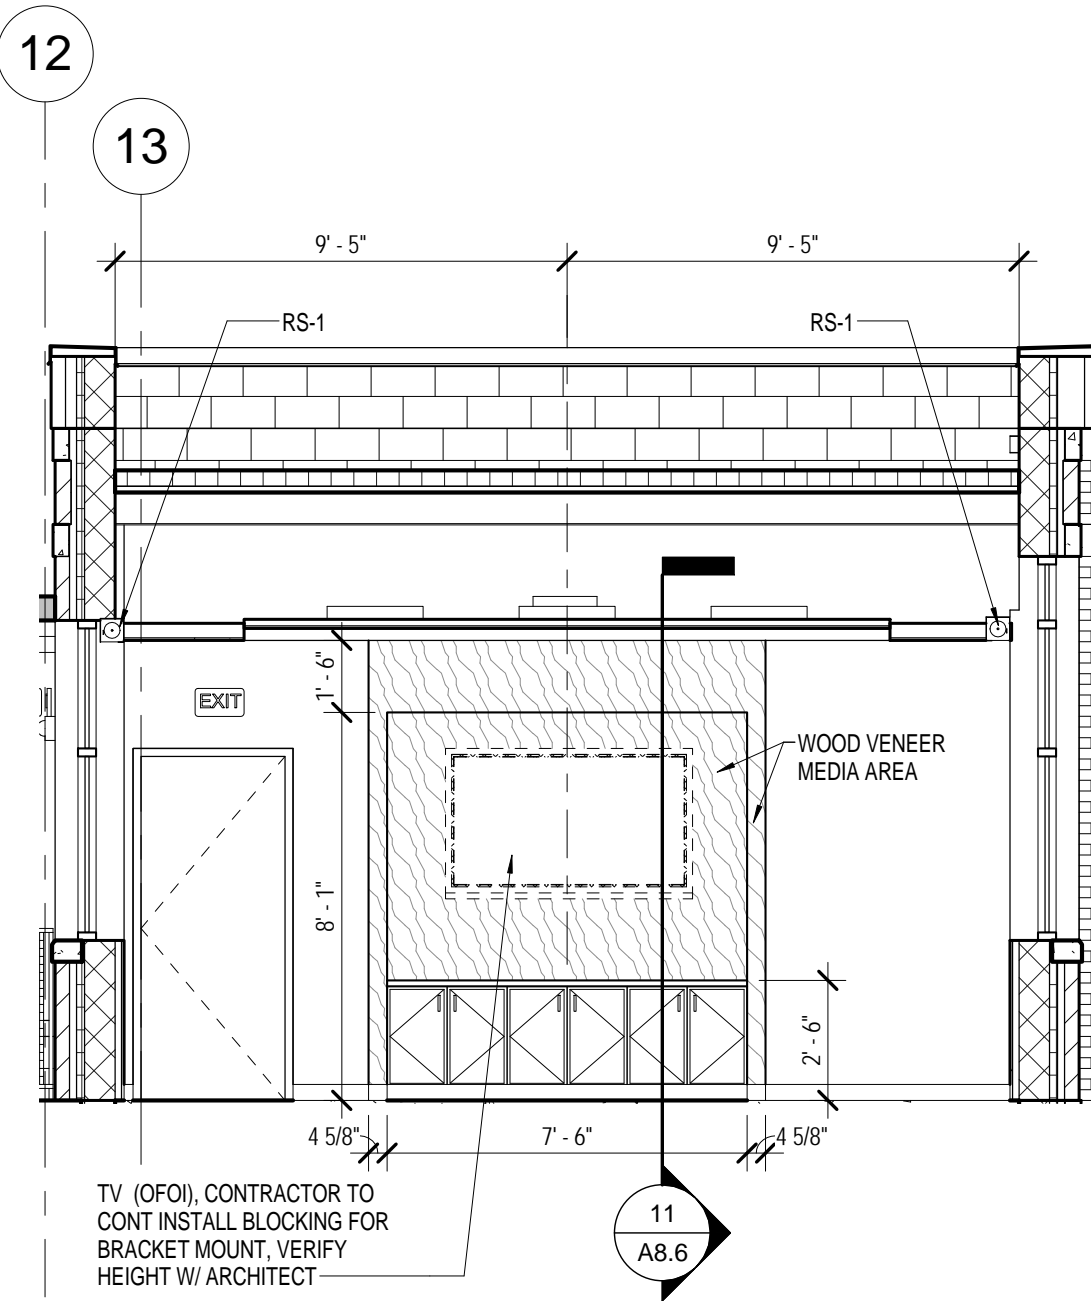 12
13
9' - 5"
9' - 5"
RS-1
RS-1
1' - 6"
EXIT
WOOD VENEER
MEDIA AREA
8' - 1"
2' - 6"
4 5/8"
7' - 6"
4 5/8"
TV (OFOI), CONTRACTOR TO
CONT INSTALL BLOCKING FOR
BRACKET MOUNT, VERIFY
HEIGHT W/ ARCHITECT
11
A8.6